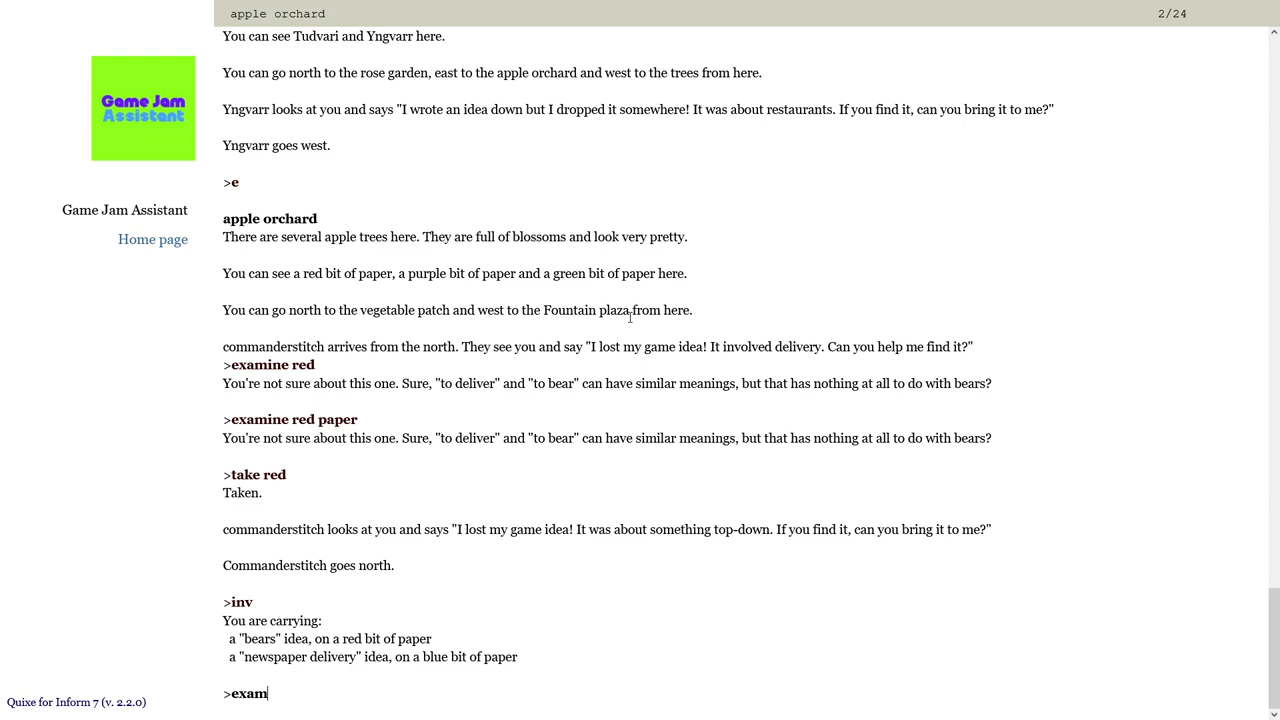 apple orchard 2/24
You can see Tudvari and Yngvarr here.
You can go north to the rose garden, east to the apple orchard and west to the trees from here.
Game Jam
Assistant
Yngvarr looks at you and says "I wrote an idea down but I dropped it somewhere! It was about restaurants. If you find it, can you bring it to me?"
Yngvarr goes west.
>e
Game Jam Assistant
Home page
apple orchard
There are several apple trees here. They are full of blossoms and look very pretty.
You can see a red bit of paper, a purple bit of paper and a green bit of paper here.
You can go north to the vegetable patch and west to the Fountain plaza from here.
commanderstitch arrives from the north. They see you and say "I lost my game idea! It involved delivery. Can you help me find it?"
>examine red
You're not sure about this one. Sure, "to deliver" and "to bear" can have similar meanings, but that has nothing at all to do with bears?
>examine red paper
You're not sure about this one. Sure, "to deliver" and "to bear" can have similar meanings, but that has nothing at all to do with bears?
>take red
Taken.
commanderstitch looks at you and says "I lost my game idea! It was about something top-down. If you find it, can you bring it to me?"
Commanderstitch goes north.
>inv
You are carrying:
a "bears" idea, on a red bit of paper
a "newspaper delivery" idea, on a blue bit of paper
>exam
Quixe for Inform 7 (v. 2.2.0)